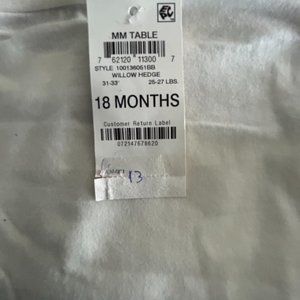 MM TABLE
7 62120 11300 7
STYLE 100136051BB
WILLOW HEDGE
31-33" 25-27 LBS.
18 MONTHS
Customer Return Label
072147678620
13